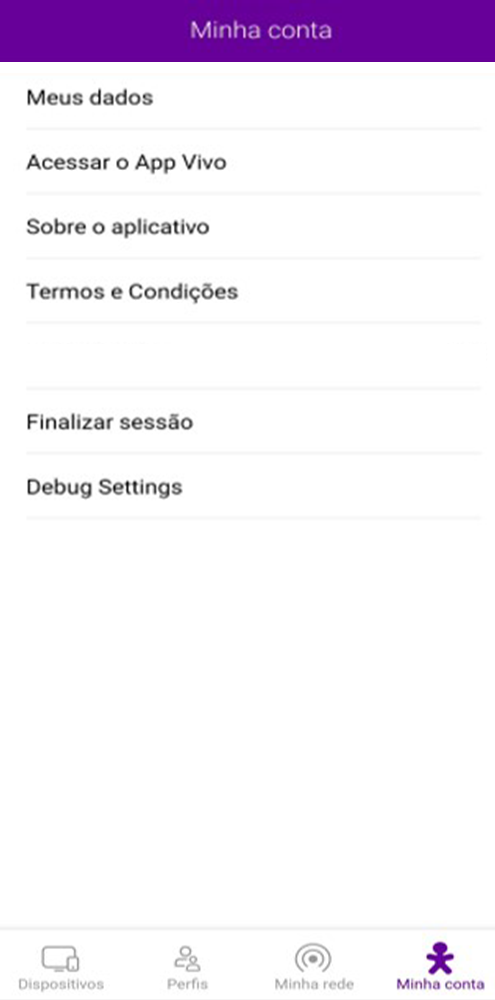 Minha conta
Meus dados
Acessar o App Vivo
Sobre o aplicativo
Termos e Condições
Finalizar sessão
Debug Settings
Dispositivos
Perfis
Minha rede
Minha conta